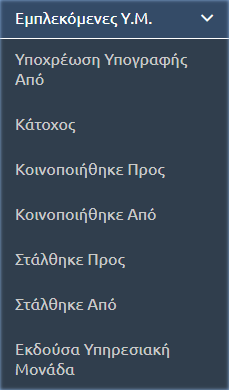 Εμπλεκόμενες Υ.Μ.
Υποχρέωση Υπογραφής
Από
Κάτοχος
Κοινοποιήθηκε Προς
Κοινοποιήθηκε Από
Στάλθηκε Προς
Στάλθηκε Από
Εκδούσα Υπηρεσιακή
Μονάδα